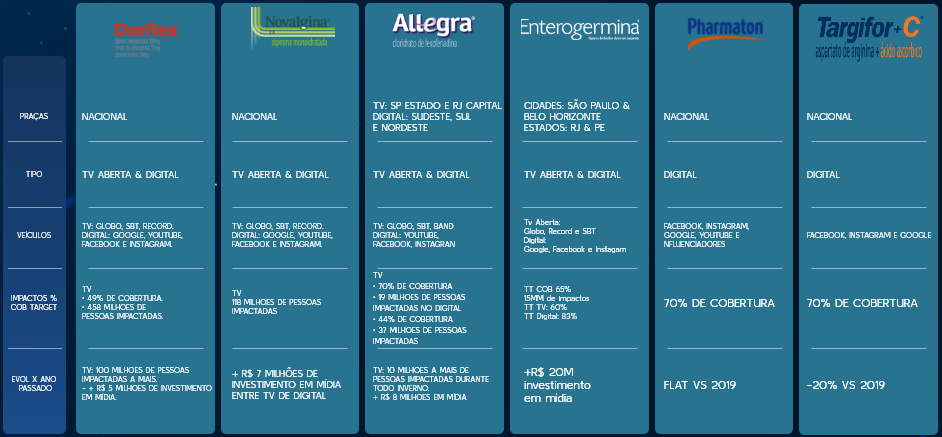 Dorflex
Novalgina
dipirona monoidratada
Allegra
cloridrato de fexofenadina
Enterogermina
Pharmaton
Targifor+C
aspartato de arginina + ácido ascórbico
PRAÇAS
NACIONAL
NACIONAL
TV: SP ESTADO E RJ CAPITAL
DIGITAL: SUDESTE, SUL
E NORDESTE
CIDADES: SÃO PAULO &
BELO HORIZONTE
ESTADOS: RJ & PE
NACIONAL
NACIONAL
TIPO
TV ABERTA & DIGITAL
TV ABERTA & DIGITAL
TV ABERTA & DIGITAL
TV ABERTA & DIGITAL
DIGITAL
DIGITAL
VEÍCULOS
TV: GLOBO, SBT, RECORD.
DIGITAL: GOOGLE, YOUTUBE,
FACEBOOK E INSTAGRAM.
TV: GLOBO, SBT, RECORD.
DIGITAL: GOOGLE, YOUTUBE,
FACEBOOK E INSTAGRAM.
TV: GLOBO, SBT, BAND
DIGITAL: YOUTUBE,
FACEBOOK, INSTAGRAN
Tv Aberta:
Globo, Record e SBT
Digital:
Google, Facebook e Instagam
FACEBOOK, INSTAGRAM,
GOOGLE, YOUTUBE E
NFLUENCIADORES
FACEBOOK, INSTAGRAM E GOOGLE
IMPACTOS %
COB TARGET
TV
• 49% DE COBERTURA.
• 458 MILHOES DE
PESSOAS IMPACTADAS.
TV
118 MILHOES DE PESSOAS
IMPACTADAS
TV
• 70% DE COBERTURA
• 19 MILHOES DE PESSOAS
IMPACTADAS NO DIGITAL
• 44% DE COBERTURA
• 37 MILHOES DE PESSOAS
IMPACTADAS
TT COB 65%
15MM de impactos
TT TV: 60%
TT Digital: 83%
70% DE COBERTURA
70% DE COBERTURA
EVOL X ANO
PASSADO
TV: 100 MILHOES DE PESSOAS
IMPACTADAS A MAIS.
- + R$ 5 MILHOES DE INVESTIMENTO
EM MÍDIA.
+ R$ 7 MILHÕES DE
INVESTIMENTO EM MÍDIA
ENTRE TV DE DIGITAL
TV: 10 MILHOES A MAIS DE
PESSOAS IMPACTADAS DURANTE
TODO INVERNO.
+ R$ 8 MILHOES EM MIDIA
+R$ 20M
investimento
em midia
FLAT VS 2019
-20% VS 2019